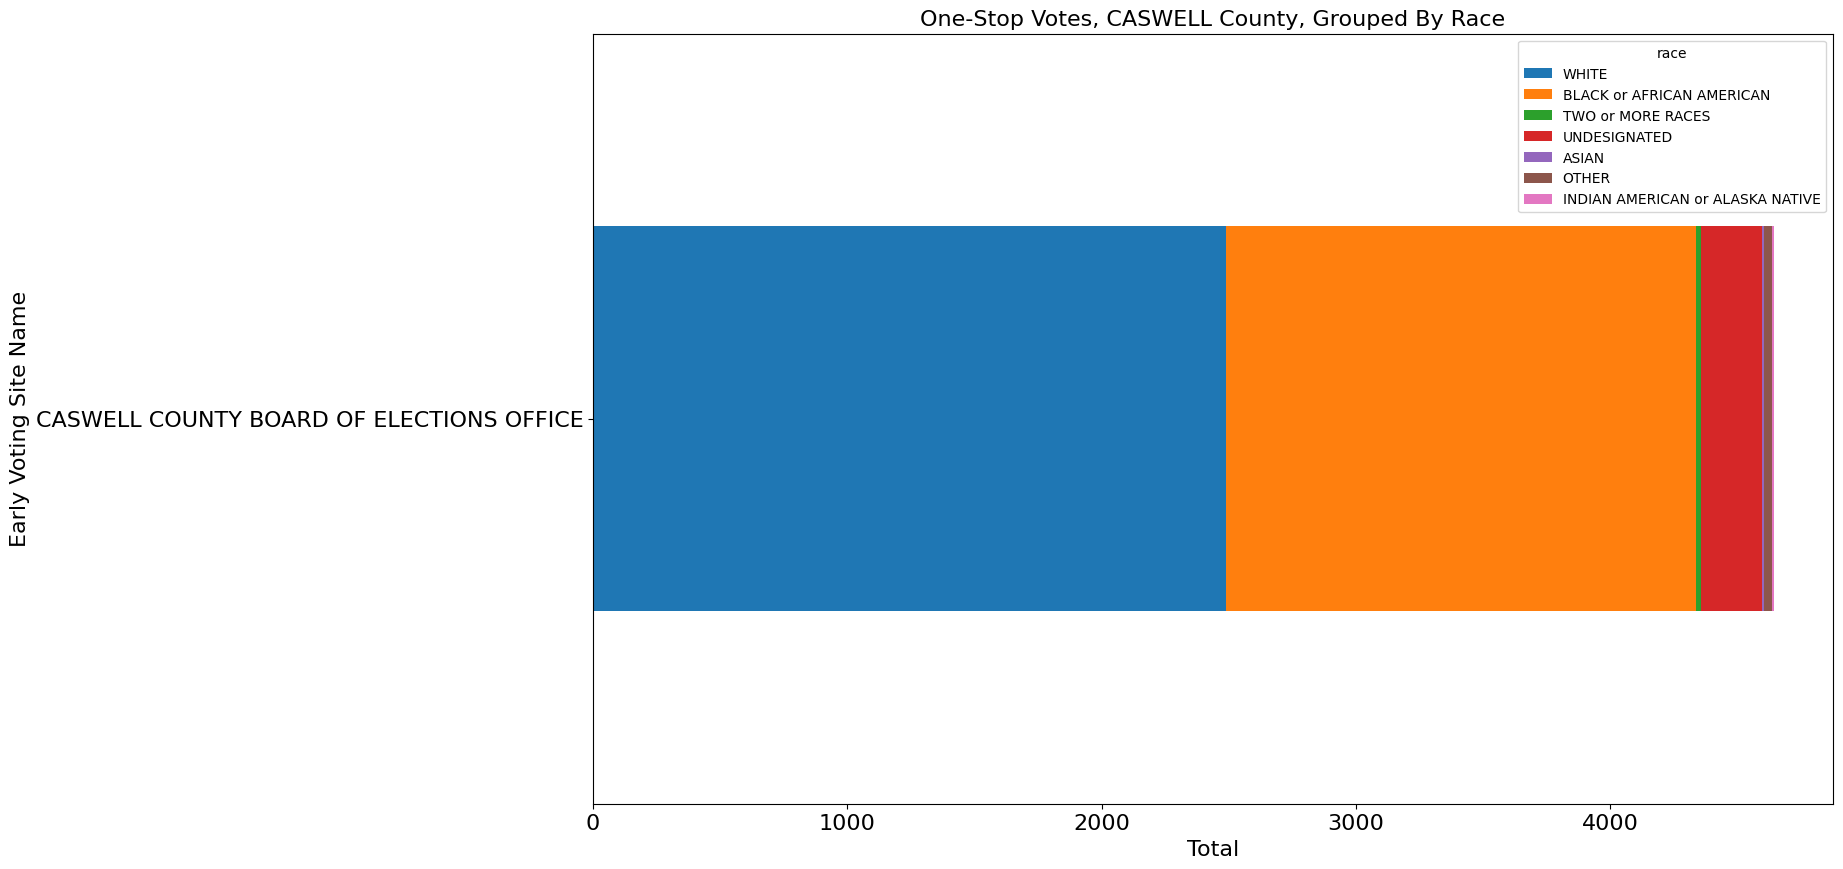 One-Stop Votes, CASWELL County, Grouped By Race
race
WHITE
BLACK or AFRICAN AMERICAN
TWO or MORE RACES
UNDESIGNATED
ASIAN
OTHER
INDIAN AMERICAN or ALASKA NATIVE
Early Voting Site Name
CASWELL COUNTY BOARD OF ELECTIONS OFFICE
0 1000 2000 3000 4000
Total